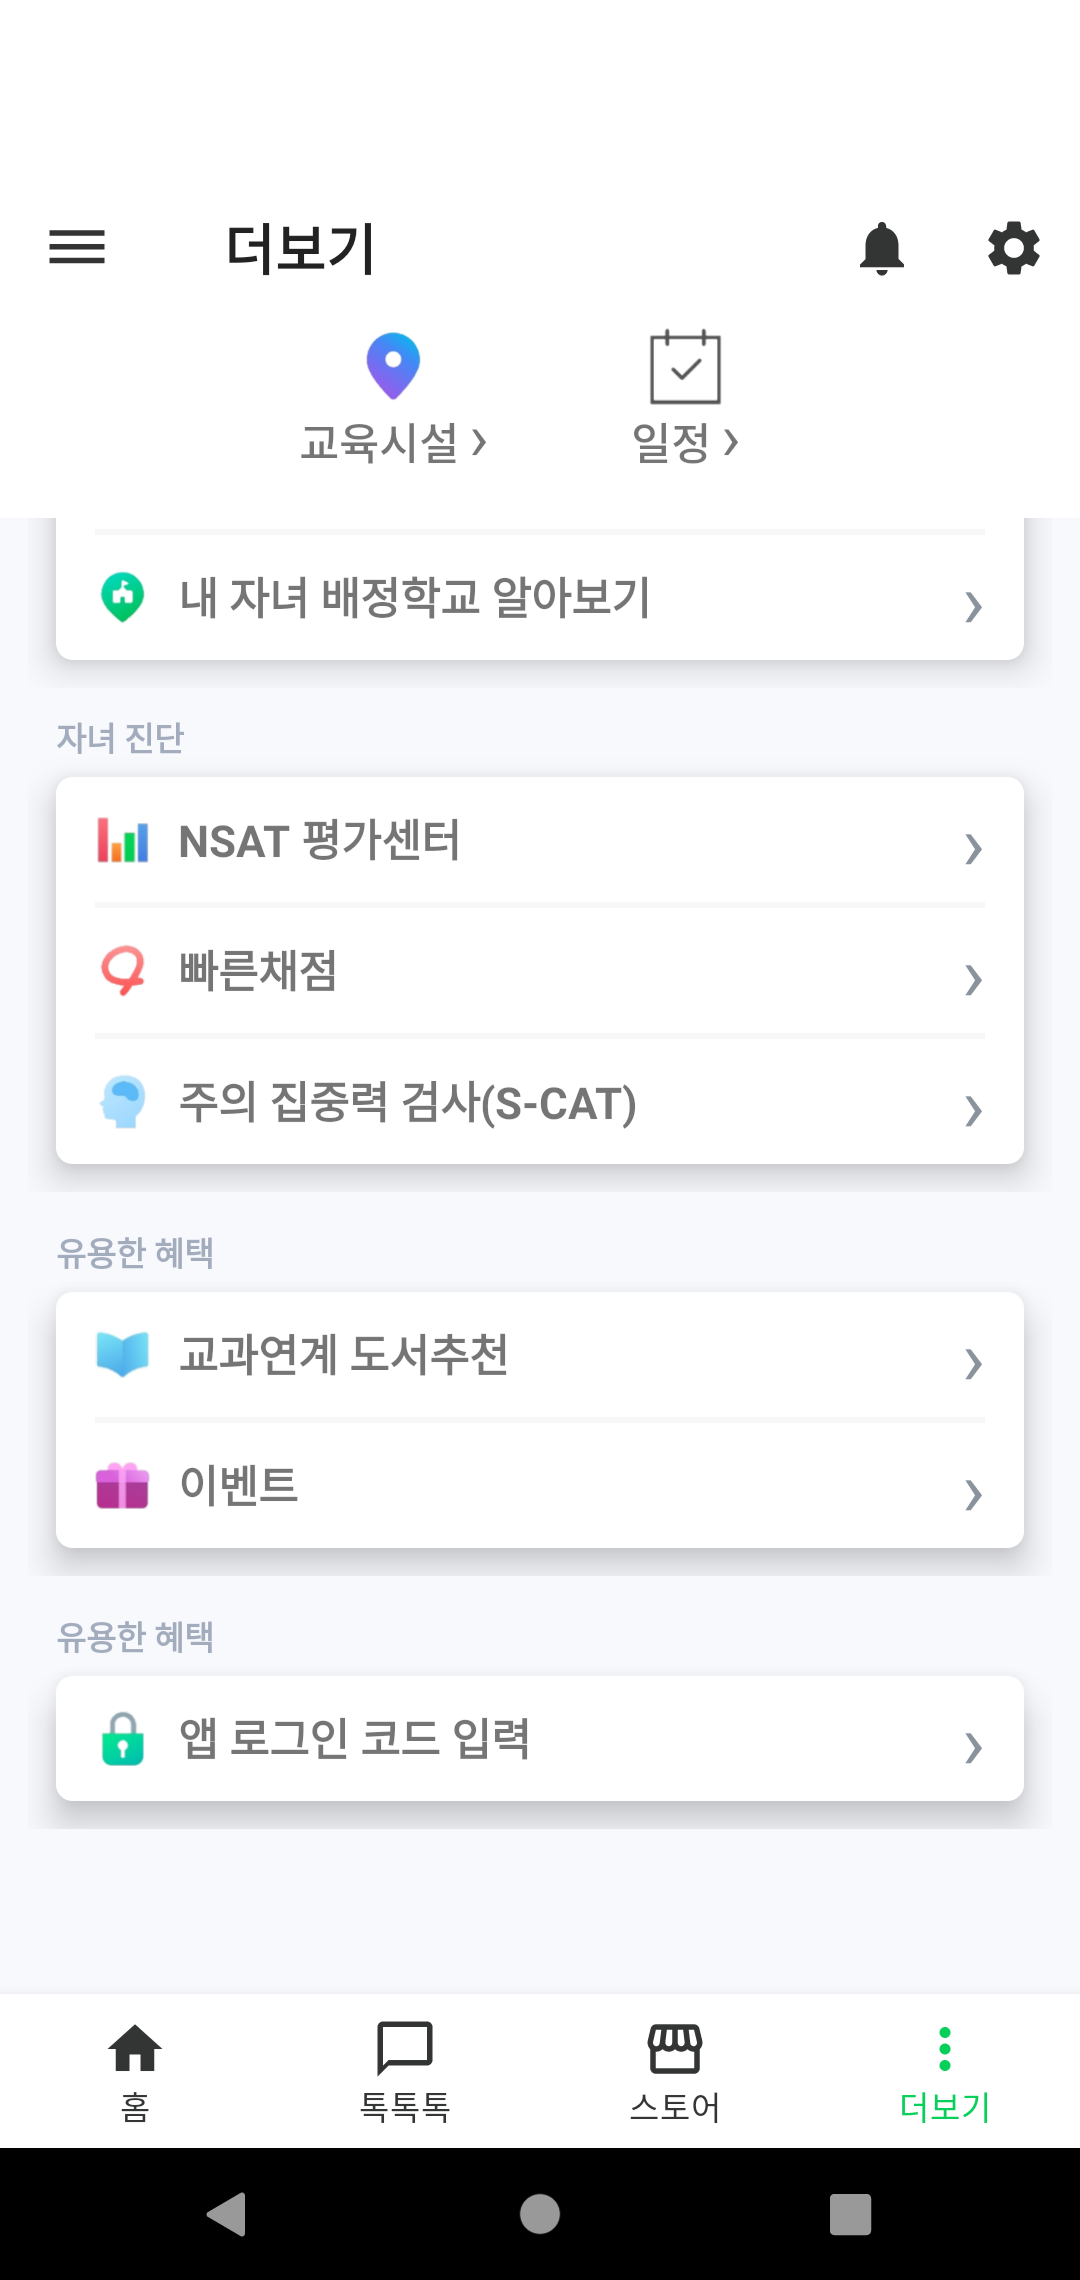 더보기
교육시설
일정
내 자녀 배정학교 알아보기
자녀 진단
NSAT 평가센터
빠른채점
주의 집중력 검사(S-CAT)
유용한 혜택
교과연계 도서추천
이벤트
유용한 혜택
앱 로그인 코드 입력
홈
톡톡톡
스토어
더보기